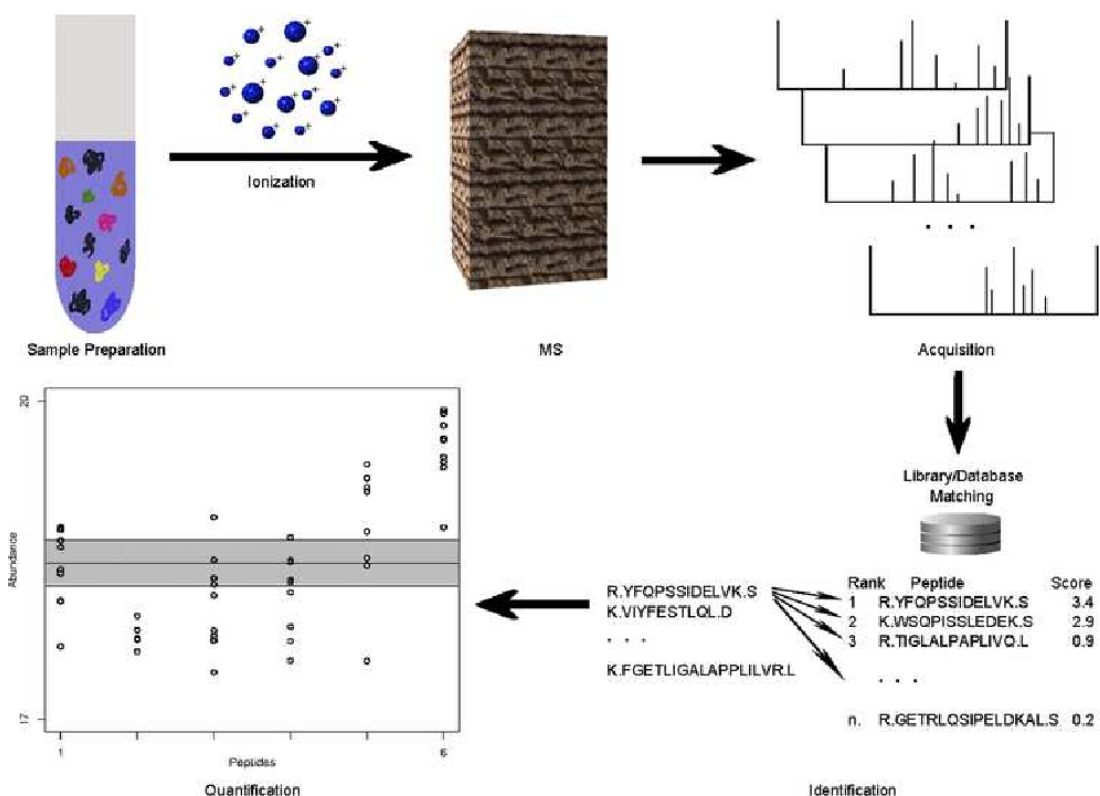 Ionization
Sample Preparation
MS
. . .
Acquisition
Library/Database
Matching
Rank Peptide Score
1 R.YFQPSSIDELVK.S 3.4
2 K.WSQPISSLEDEK.S 2.9
3 R.TIGLALPAPLIVQ.L 0.9
. . .
n. R.GETRLOSIPELDKAL.S 0.2
R.YFQPSSIDELVK.S
K.VIYFESTLQL.D
. . .
K.FGETLIGALAPPLILVR.L
Identification
20
Abundance
17
1 6
Peptides
Quantification